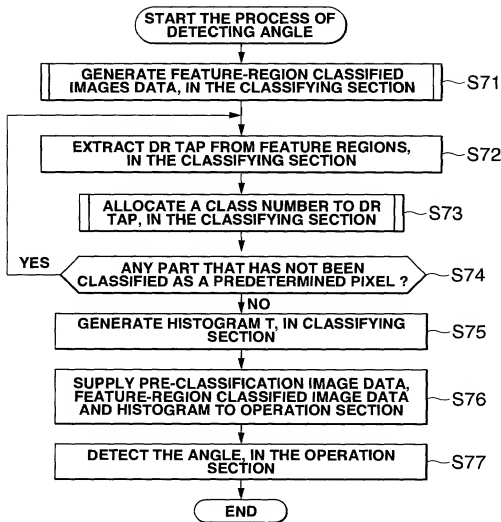 START THE PROCESS OF
DETECTING ANGLE
GENERATE FEATURE-REGION CLASSIFIED
IMAGES DATA, IN THE CLASSIFYING SECTION
S71
EXTRACT DR TAP FROM FEATURE REGIONS,
IN THE CLASSIFYING SECTION
S72
ALLOCATE A CLASS NUMBER TO DR
TAP, IN THE CLASSIFYING SECTION
S73
YES
ANY PART THAT HAS NOT BEEN
CLASSIFIED AS A PREDETERMINED PIXEL ?
S74
NO
GENERATE HISTOGRAM T, IN CLASSIFYING
SECTION
S75
SUPPLY PRE-CLASSIFICATION IMAGE DATA,
FEATURE-REGION CLASSIFIED IMAGE DATA
AND HISTOGRAM TO OPERATION SECTION
S76
DETECT THE ANGLE, IN THE OPERATION
SECTION
S77
END